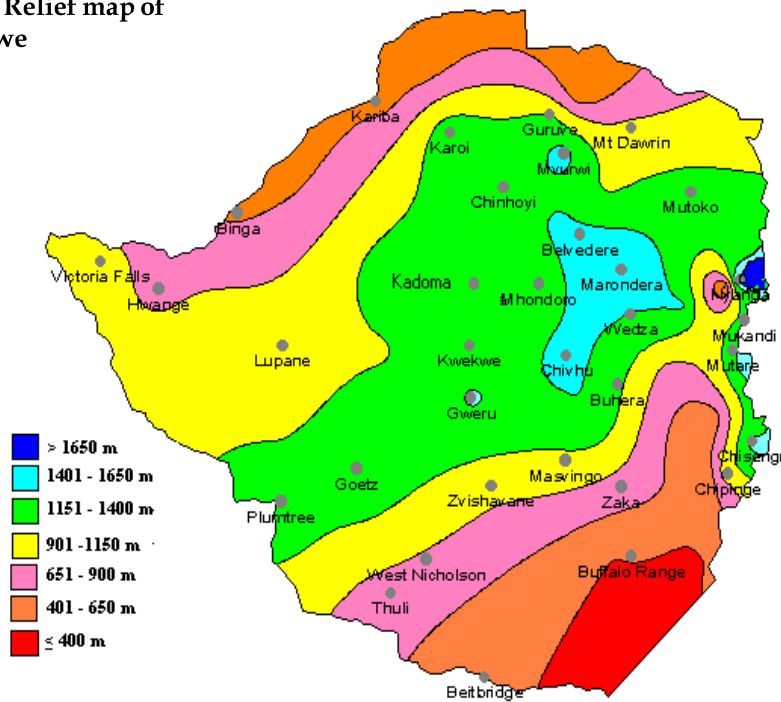 Relief map of
we
Kariba
Guruve
Karoi
Mt Dawrin
Mvurwi
Chinhoyi
Mutoko
Binga
Belvedere
Victoria Falls
Hwange
Kadoma
Mhondoro
Marondera
Nyanga
Wedza
Mukandi
Lupane
Kwekwe
Chivhu
Mutare
Buhera
Gweru
> 1650 m
1401 - 1650 m
1151 - 1400 m
901 -1150 m
651 - 900 m
401 - 650 m
≤ 400 m
Chisengu
Goetz
Masvingo
Chipinge
Zvishavane
Zaka
Plumtree
West Nicholson
Buffalo Range
Thuli
Beitbridge